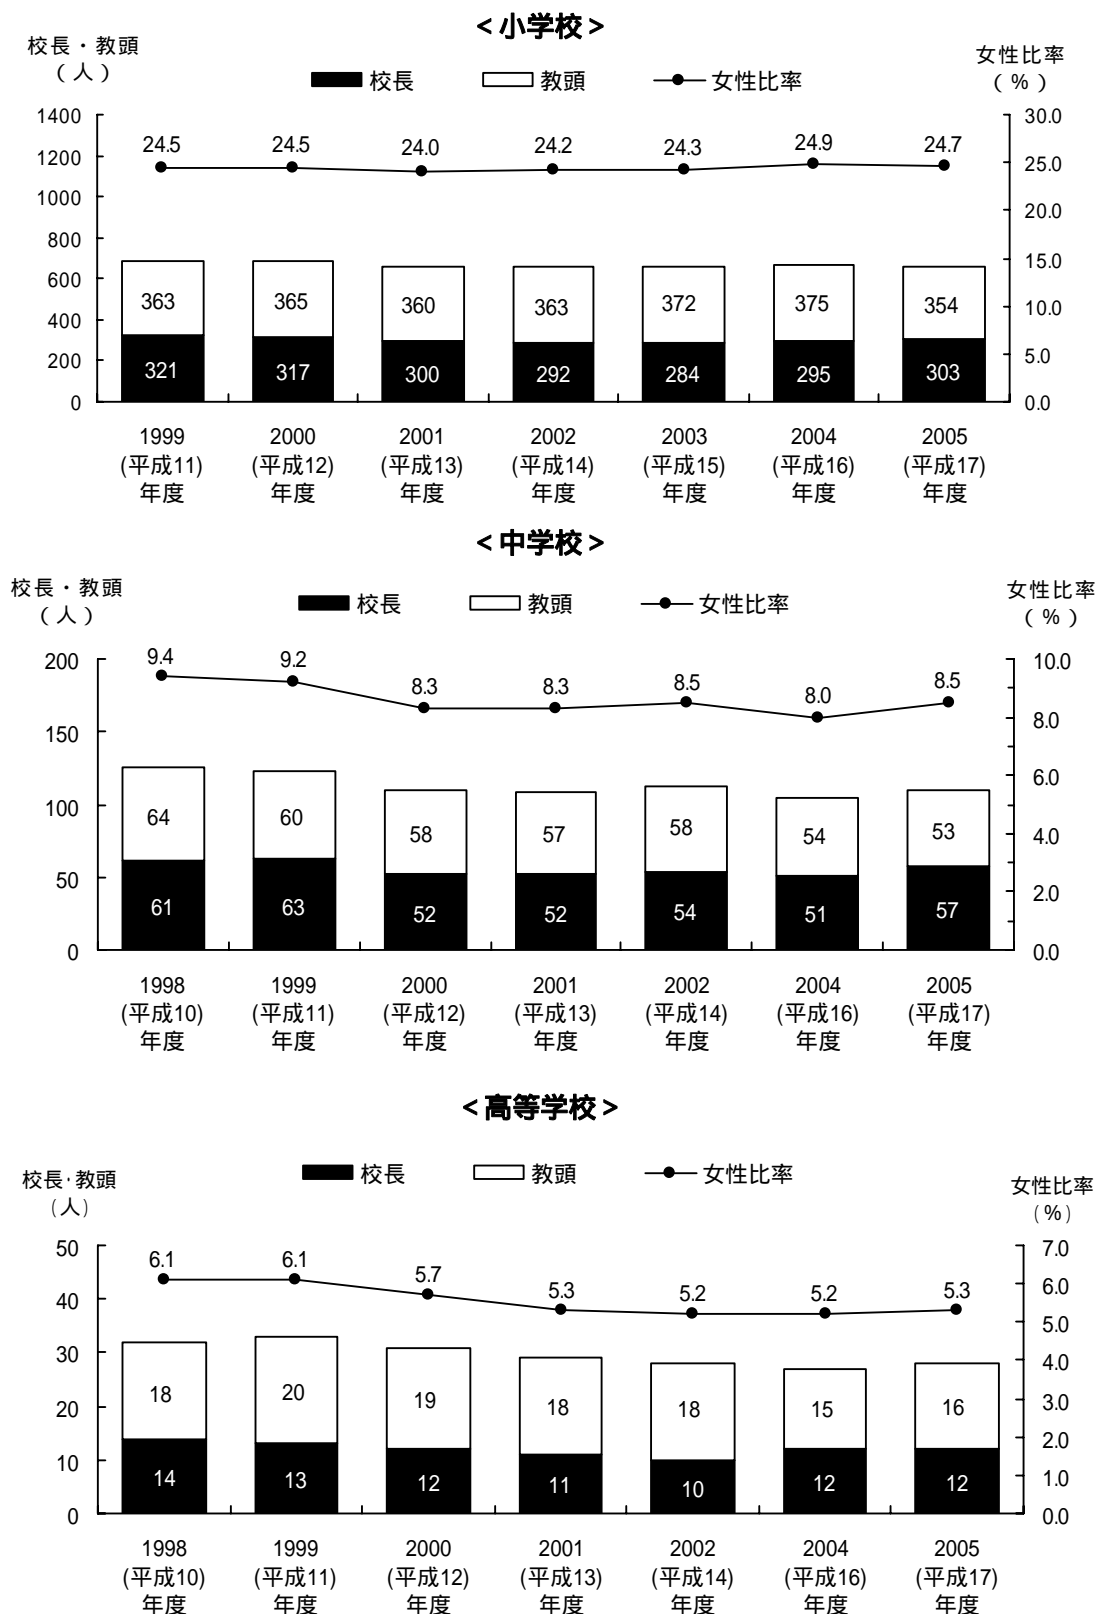 ＜小学校＞
校長・教頭
（人）
女性比率
（％）
校長 教頭 女性比率
1400 30.0
1200 25.0
1000 20.0
800
600 15.0
400 10.0
200 5.0
0 0.0
24.5 24.5 24.0 24.2 24.3 24.9 24.7
363 365 360 363 372 375 354
321 317 300 292 284 295 303
1999 2000 2001 2002 2003 2004 2005
(平成11) (平成12) (平成13) (平成14) (平成15) (平成16) (平成17)
年度 年度 年度 年度 年度 年度 年度
＜中学校＞
校長・教頭
（人）
女性比率
（％）
校長 教頭 女性比率
200 10.0
150 8.0
100 6.0
4.0
50 2.0
0 0.0
9.4 9.2 8.3 8.3 8.5 8.0 8.5
64 60 58 57 58 54 53
61 63 52 52 54 51 57
1998 1999 2000 2001 2002 2004 2005
(平成10) (平成11) (平成12) (平成13) (平成14) (平成16) (平成17)
年度 年度 年度 年度 年度 年度 年度
＜高等学校＞
校長・教頭
(人)
女性比率
(％)
校長 教頭 女性比率
50 7.0
40 6.0
5.0
30 4.0
20 3.0
2.0
10 1.0
0 0.0
6.1 6.1 5.7 5.3 5.2 5.2 5.3
18 20 19 18 18 15 16
14 13 12 11 10 12 12
1998 1999 2000 2001 2002 2004 2005
(平成10) (平成11) (平成12) (平成13) (平成14) (平成16) (平成17)
年度 年度 年度 年度 年度 年度 年度